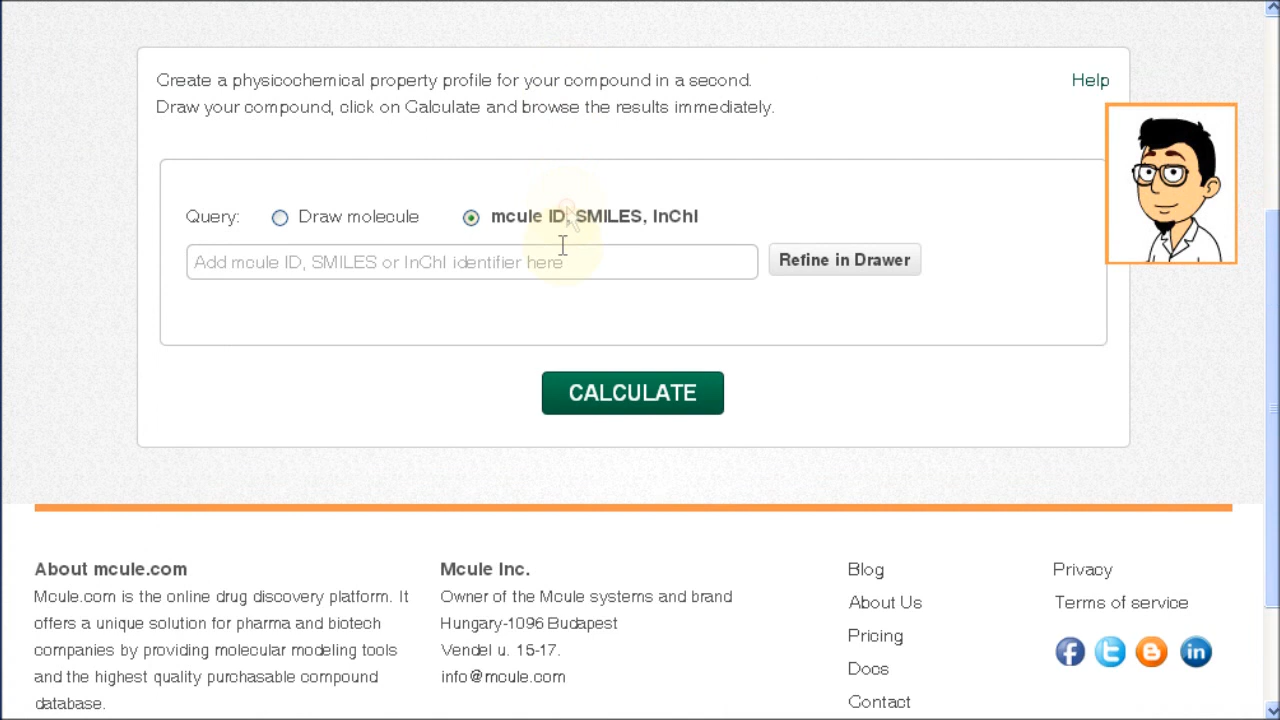 Create a physicochemical property profile for your compound in a second.
Help
Draw your compound, click on Calculate and browse the results immediately.
Query: Draw molecule mcule ID, SMILES, InChI
Add mcule ID, SMILES or InChI identifier here
Refine in Drawer
CALCULATE
About mcule.com
Mcule.com is the online drug discovery platform. It
offers a unique solution for pharma and biotech
companies by providing molecular modeling tools
and the highest quality purchasable compound
database.
Mcule Inc.
Owner of the Mcule systems and brand
Hungary-1096 Budapest
Vendel u. 15-17.
info@mcule.com
Blog
About Us
Pricing
Docs
Contact
Privacy
Terms of service